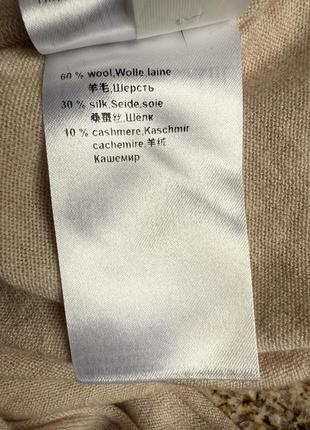 60 % wool,Wolle,laine
羊毛,Шерсть
30 % silk,Seide,soie
桑蚕丝,Шёлк
10 % cashmere,Kaschmir
cachemire,羊绒
Кашемир